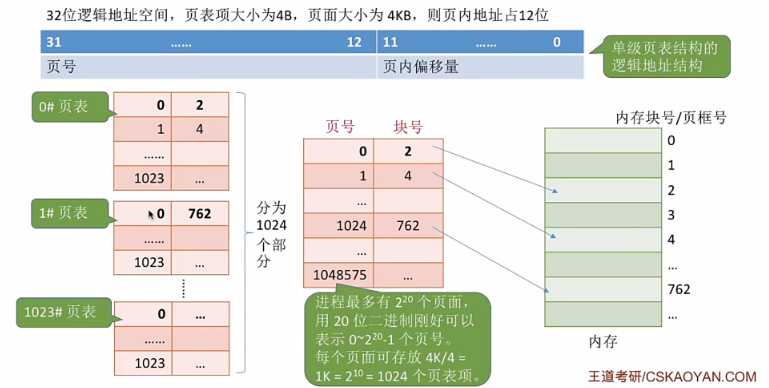 32位逻辑地址空间，页表项大小为4B，页面大小为 4KB，则页内地址占12位
31 …… 12 11 …… 0
页号 页内偏移量
单级页表结构的
逻辑地址结构
0# 页表
0 2
1 4
……
1023 …
1# 页表
0 762
……
1023 …
1023# 页表
0 …
……
1023 …
分为
1024
个部
分
页号 块号
0 2
1 4
…
1024 762
…
1048575 …
进程最多有 2²⁰ 个页面，
用 20 位二进制刚好可以
表示 0~2²⁰-1 个页号。
每个页面可存放 4K/4 =
1K = 2¹⁰ = 1024 个页表项。
内存块号/页框号
0
1
2
3
4
…
762
…
内存
王道考研/CSKAOYAN.COM